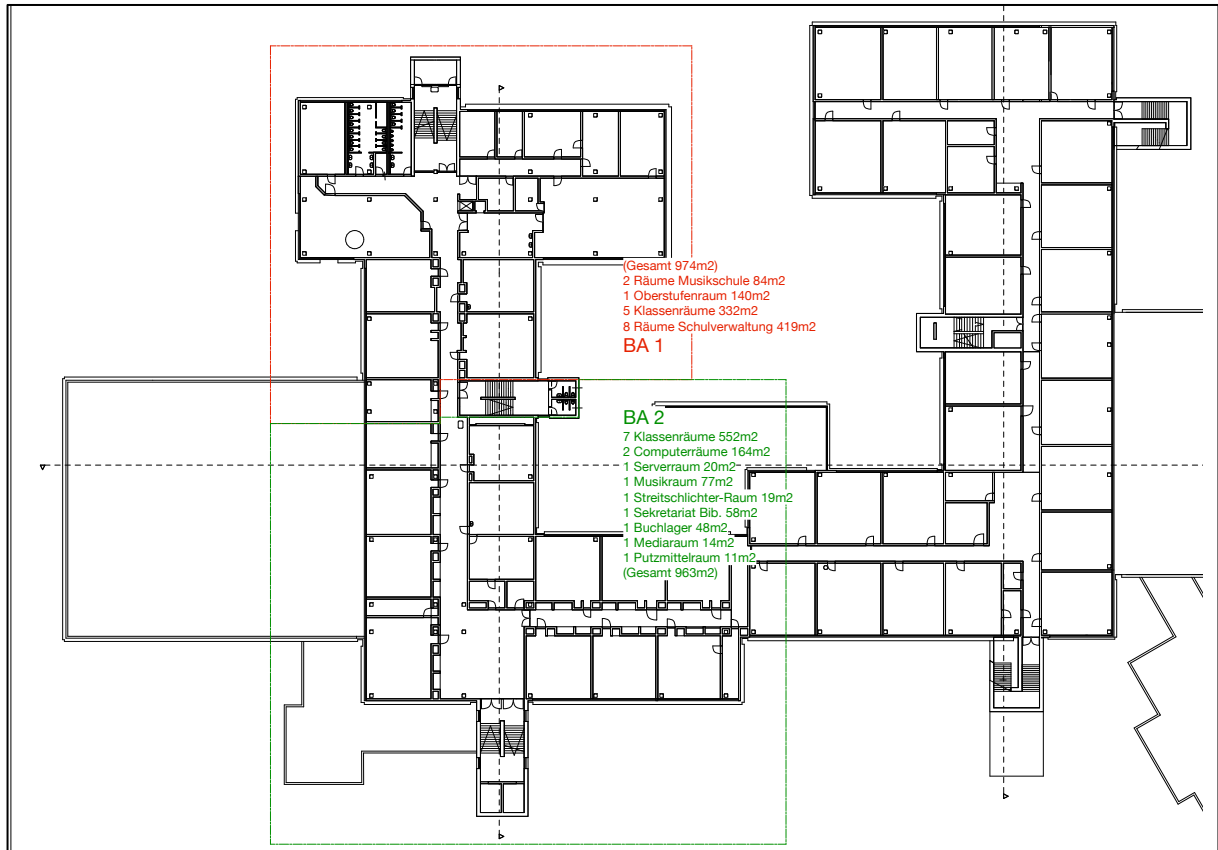 (Gesamt 974m2)
2 Räume Musikschule 84m2
1 Oberstufenraum 140m2
5 Klassenräume 332m2
8 Räume Schulverwaltung 419m2
BA 1
BA 2
7 Klassenräume 552m2
2 Computerräume 164m2
1 Serverraum 20m2
1 Musikraum 77m2
1 Streitschlichter-Raum 19m2
1 Sekretariat Bib. 58m2
1 Buchlager 48m2
1 Mediaraum 14m2
1 Putzmittelraum 11m2
(Gesamt 963m2)